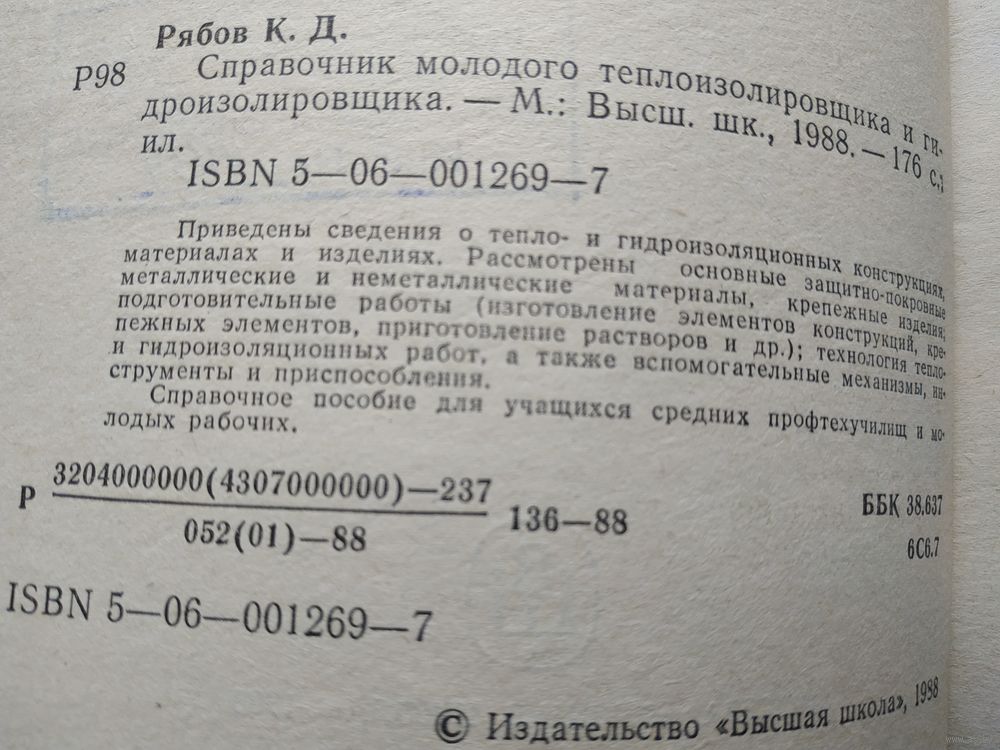 Рябов К. Д.
Р98 Справочник молодого теплоизолировщика и ги-
дроизолировщика. — М.: Высш. шк., 1988. — 176 с.:
ил.
ISBN 5—06—001269—7
Приведены сведения о тепло- и гидроизоляционных конструкциях,
материалах и изделиях. Рассмотрены основные защитно-покровные
металлические и неметаллические материалы, крепежные изделия;
подготовительные работы (изготовление элементов конструкций, кре-
пежных элементов, приготовление растворов и др.); технология тепло-
и гидроизоляционных работ, а также вспомогательные механизмы, ин-
струменты и приспособления.
Справочное пособие для учащихся средних профтехучилищ и мо-
лодых рабочих.
Р 3204000000(4307000000)—237
052(01)—88
136—88
ББК 38.637
6С6.7
ISBN 5—06—001269—7
© Издательство «Высшая школа», 1988